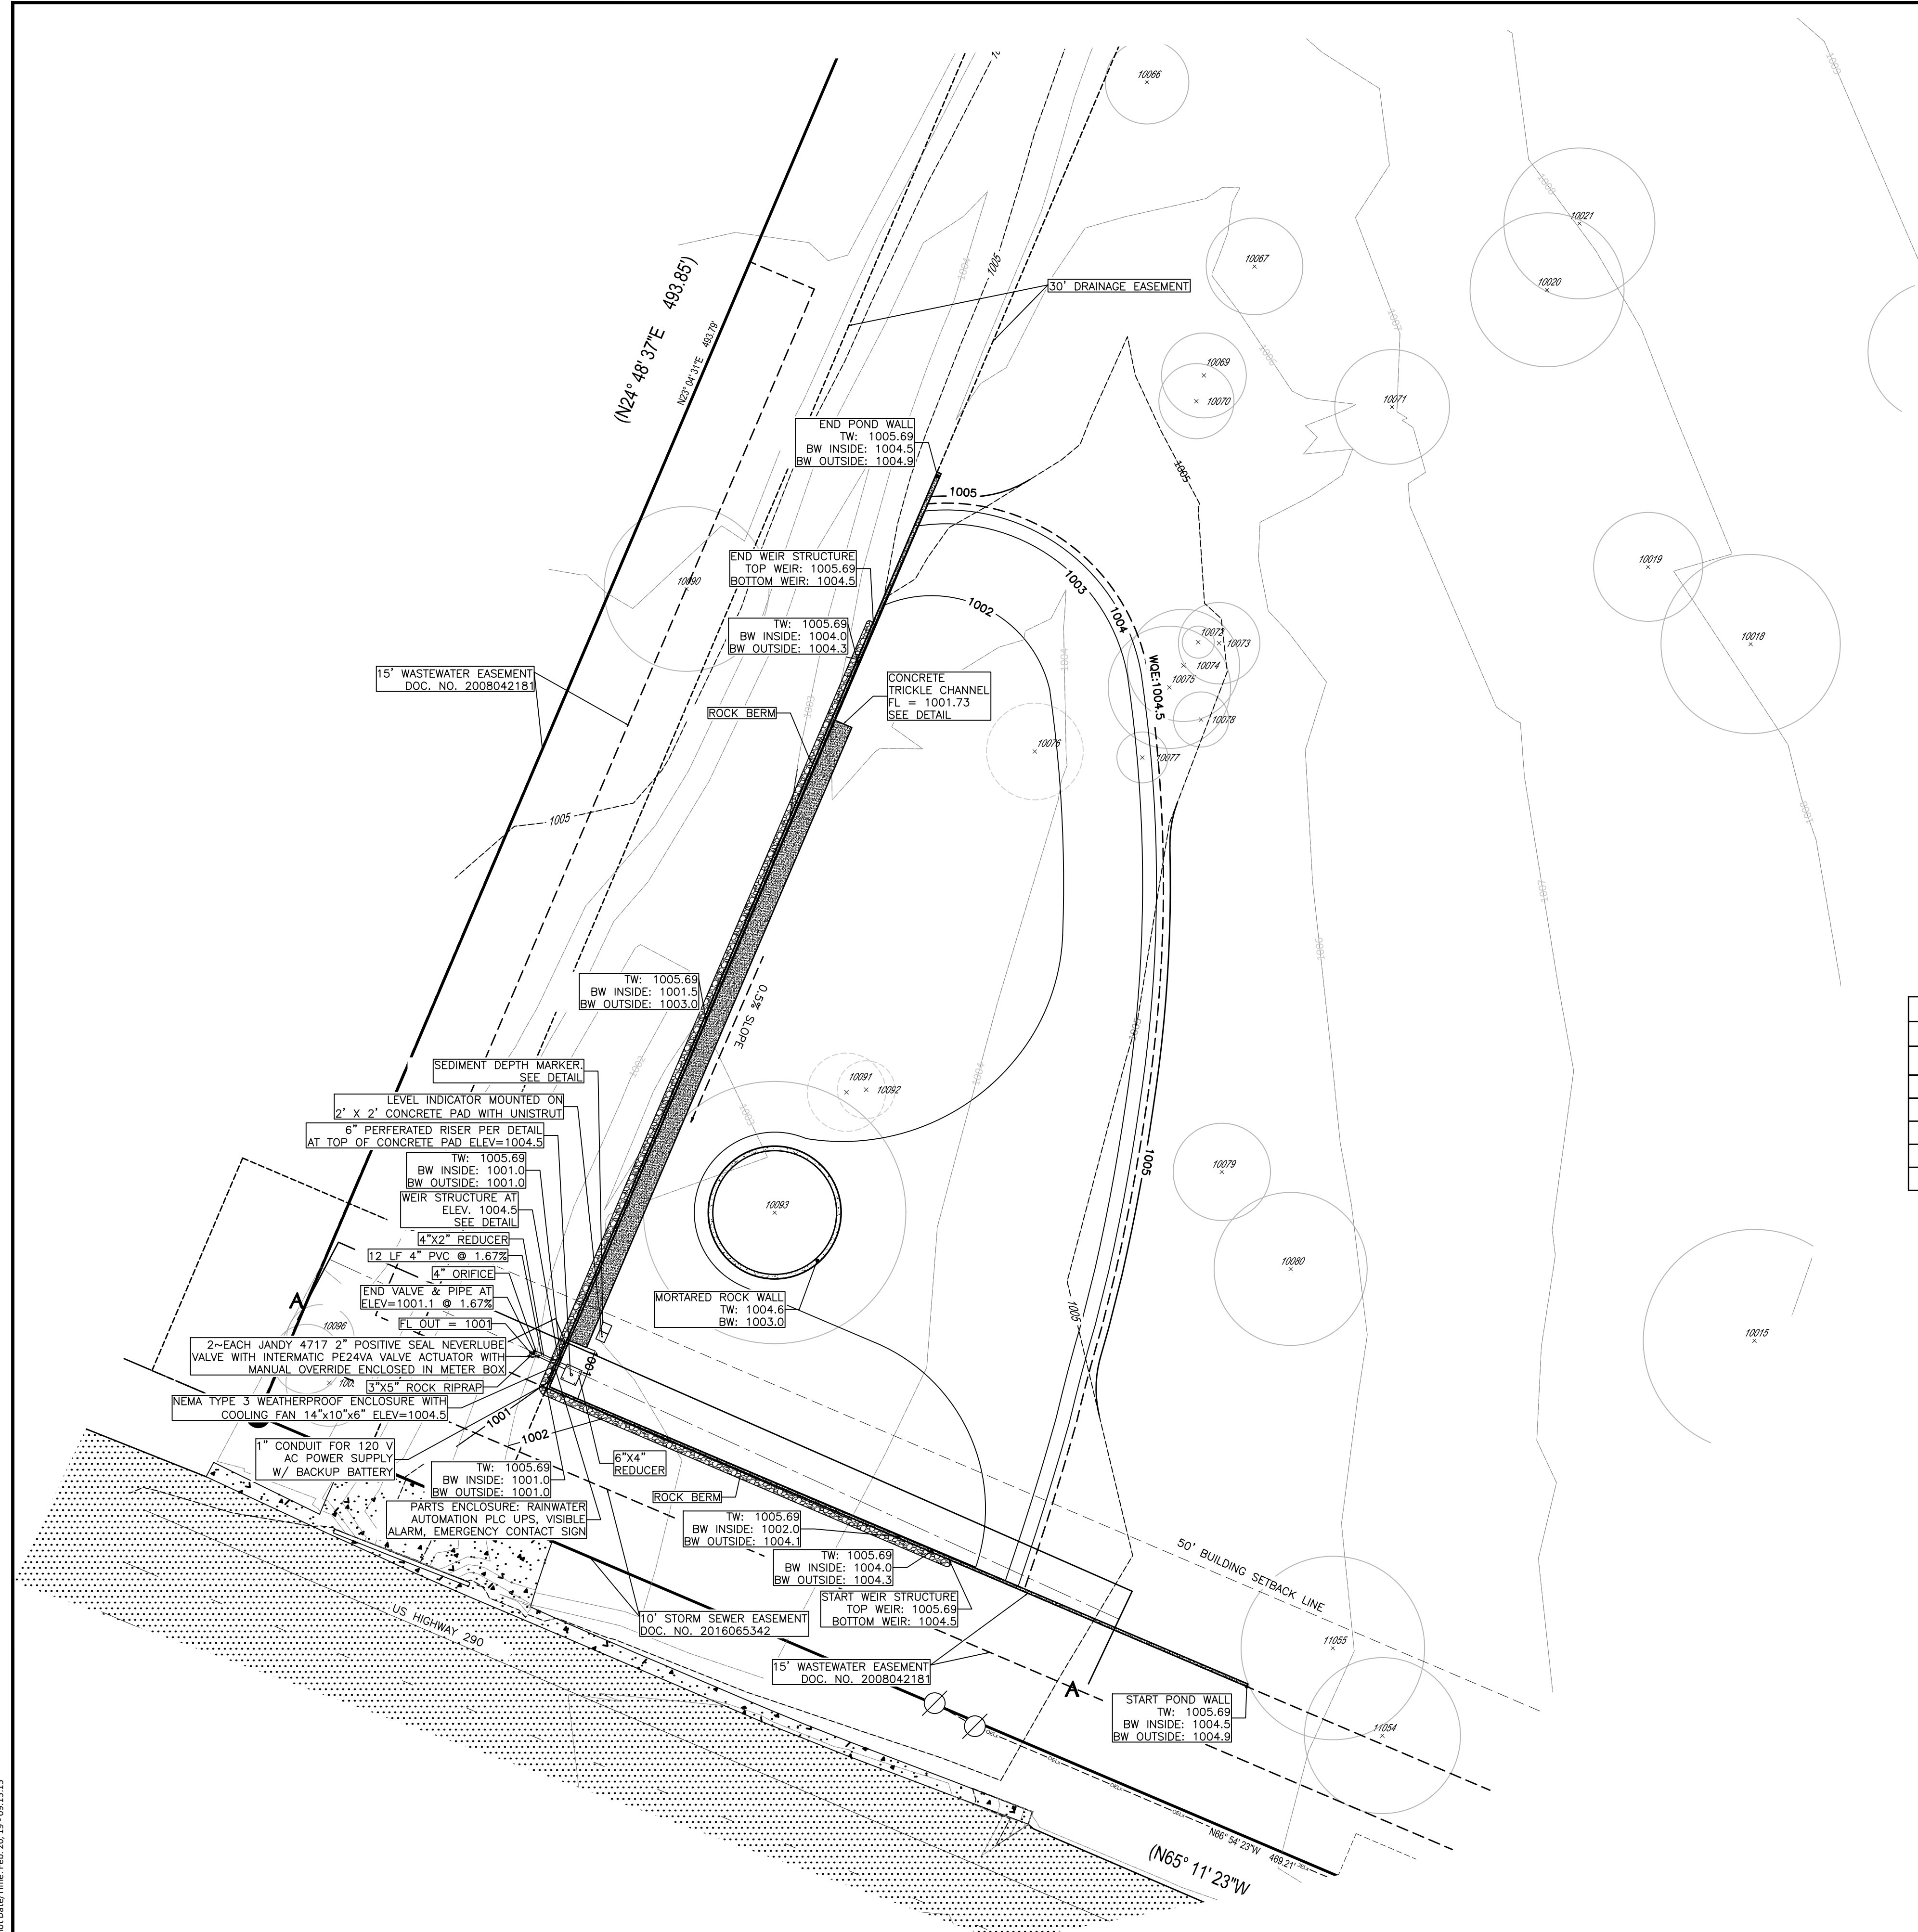 10066
1009
10021
1008
10020
10067
1005
1004
30' DRAINAGE EASEMENT
(N24° 48' 37"E 493.85')
N23° 04' 31"E 493.79'
1007
1006
10069
10070
10071
END POND WALL
TW: 1005.69
BW INSIDE: 1004.5
BW OUTSIDE: 1004.9
1005
1005
10019
10018
END WEIR STRUCTURE
TOP WEIR: 1005.69
BOTTOM WEIR: 1004.5
10090
1003
1002
1004
WQE:1004.5
TW: 1005.69
BW INSIDE: 1004.0
BW OUTSIDE: 1004.3
10072
10073
10074
10075
10078
10077
10076
1004
15' WASTEWATER EASEMENT
DOC. NO. 2008042181
CONCRETE
TRICKLE CHANNEL
FL = 1001.73
SEE DETAIL
ROCK BERM
1003
1005
1008
1007
1006
TW: 1005.69
BW INSIDE: 1001.5
BW OUTSIDE: 1003.0
0.5% SLOPE
1005
SEDIMENT DEPTH MARKER.
SEE DETAIL
1002
10091
10092
1004
1003
LEVEL INDICATOR MOUNTED ON
2' X 2' CONCRETE PAD WITH UNISTRUT
6" PERFERATED RISER PER DETAIL
AT TOP OF CONCRETE PAD ELEV=1004.5
TW: 1005.69
BW INSIDE: 1001.0
BW OUTSIDE: 1001.0
WEIR STRUCTURE AT
ELEV. 1004.5
SEE DETAIL
4"X2" REDUCER
12 LF 4" PVC @ 1.67%
4" ORIFICE
END VALVE & PIPE AT
ELEV=1001.1 @ 1.67%
FL OUT = 1001
1005
10079
10093
10080
10015
MORTARED ROCK WALL
TW: 1004.6
BW: 1003.0
1005
A
10096
2~EACH JANDY 4717 2" POSITIVE SEAL NEVERLUBE
VALVE WITH INTERMATIC PE24VA VALVE ACTUATOR WITH
MANUAL OVERRIDE ENCLOSED IN METER BOX
1001
3"X5" ROCK RIPRAP
NEMA TYPE 3 WEATHERPROOF ENCLOSURE WITH
COOLING FAN 14"x10"x6" ELEV=1004.5
1001
1002
1" CONDUIT FOR 120 V
AC POWER SUPPLY
W/ BACKUP BATTERY
6"X4"
REDUCER
TW: 1005.69
BW INSIDE: 1001.0
BW OUTSIDE: 1001.0
ROCK BERM
PARTS ENCLOSURE: RAINWATER
AUTOMATION PLC UPS, VISIBLE
ALARM, EMERGENCY CONTACT SIGN
TW: 1005.69
BW INSIDE: 1002.0
BW OUTSIDE: 1004.1
TW: 1005.69
BW INSIDE: 1004.0
BW OUTSIDE: 1004.3
50' BUILDING SETBACK LINE
START WEIR STRUCTURE
TOP WEIR: 1005.69
BOTTOM WEIR: 1004.5
US HIGHWAY 290
10' STORM SEWER EASEMENT
DOC. NO. 2016065342
11055
15' WASTEWATER EASEMENT
DOC. NO. 2008042181
A
START POND WALL
TW: 1005.69
BW INSIDE: 1004.5
BW OUTSIDE: 1004.9
11054
N66° 54' 23"W 469.21'
(N65° 11' 23"W